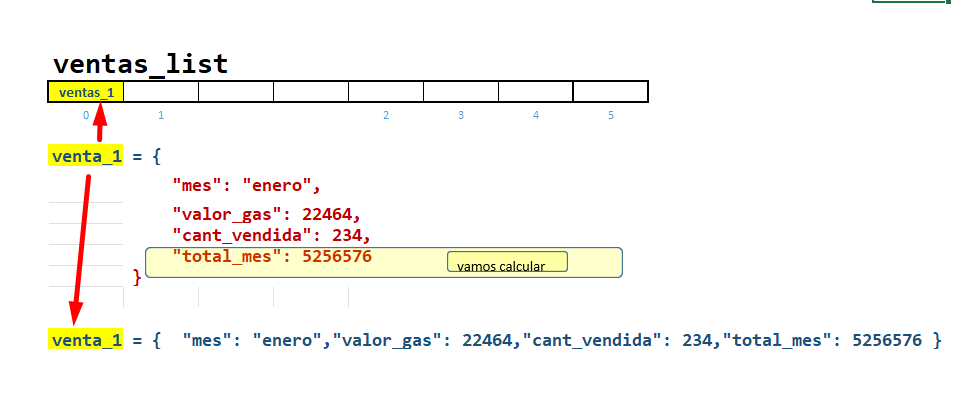 ventas_list
ventas_1
0 1 2 3 4 5
venta_1 = {
"mes": "enero",
"valor_gas": 22464,
"cant_vendida": 234,
"total_mes": 5256576 vamos calcular
}
venta_1 = { "mes": "enero","valor_gas": 22464,"cant_vendida": 234,"total_mes": 5256576 }